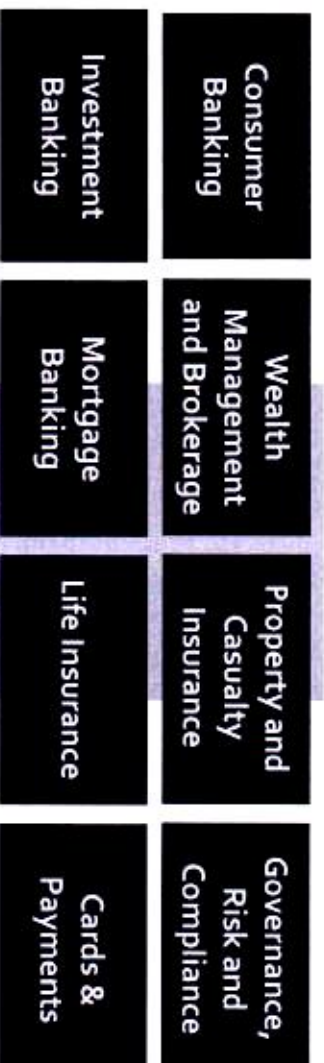 Consumer
Banking
Wealth
Management
and Brokerage
Property and
Casualty
Insurance
Governance,
Risk and
Compliance
Investment
Banking
Mortgage
Banking
Life Insurance
Cards &
Payments